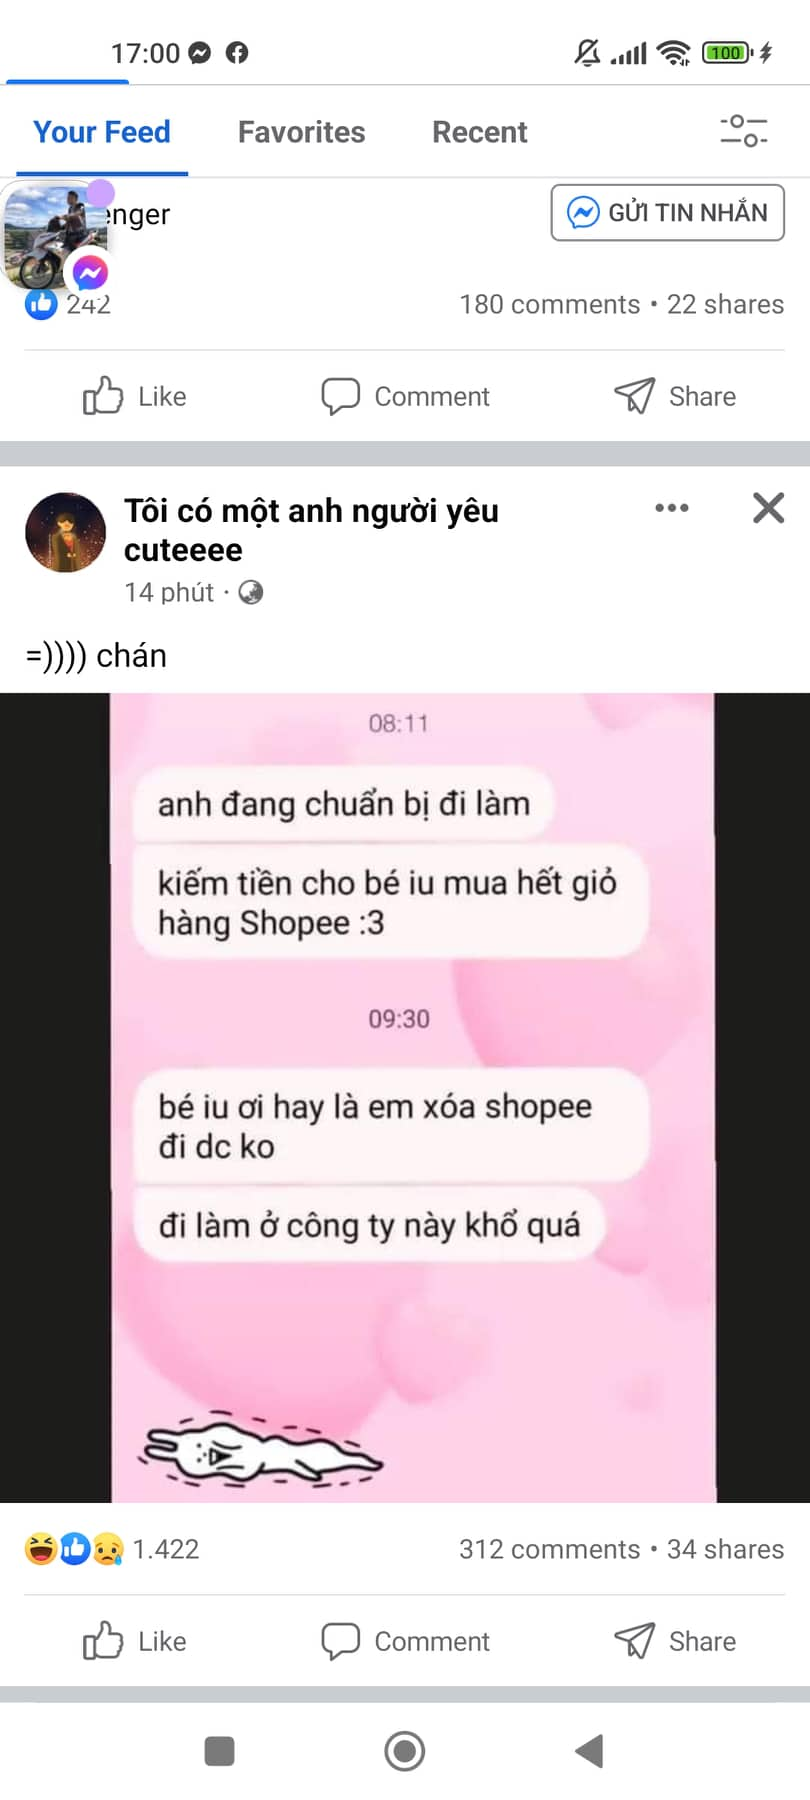 17:00
100
Your Feed
Favorites
Recent
enger
GỬI TIN NHẮN
242
180 comments • 22 shares
Like
Comment
Share
Tôi có một anh người yêu
cuteeee
14 phút ·
=)))) chán
08:11
anh đang chuẩn bị đi làm
kiếm tiền cho bé iu mua hết giỏ
hàng Shopee :3
09:30
bé iu ơi hay là em xóa shopee
đi dc ko
đi làm ở công ty này khổ quá
1.422
312 comments • 34 shares
Like
Comment
Share